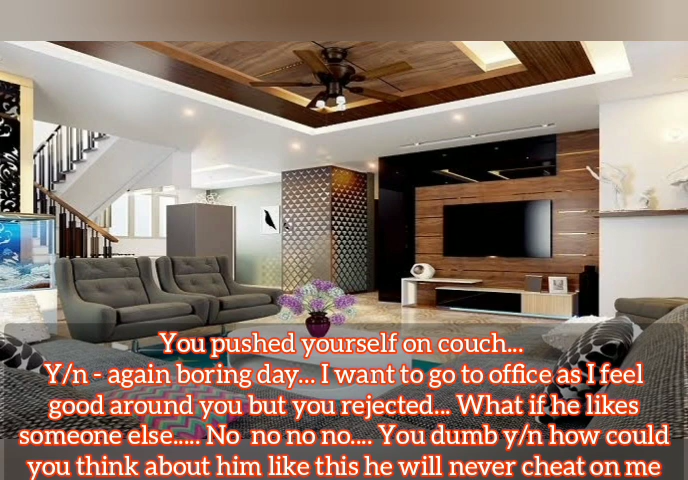 You pushed yourself on couch...
Y/n - again boring day... I want to go to office as I feel
good around you but you rejected... What if he likes
someone else..... No no no no.... You dumb y/n how could
you think about him like this he will never cheat on me